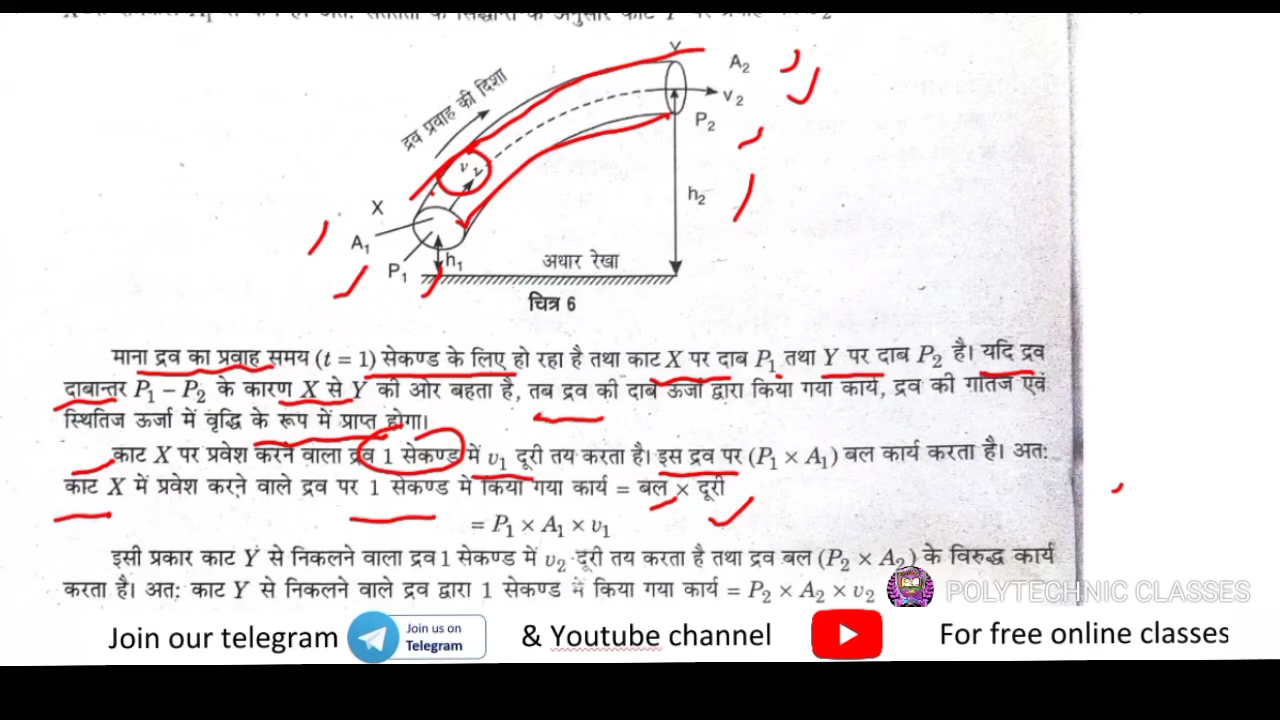 द्रव प्रवाह की दिशा
Y
A2
v2
P2
v2
h2
X
A1
P1
h1
अधार रेखा
चित्र 6
माना द्रव का प्रवाह समय (t = 1) सेकण्ड के लिए हो रहा है तथा काट X पर दाब P1 तथा Y पर दाब P2 है। यदि द्रव
दाबान्तर P1 – P2 के कारण X से Y की ओर बहता है, तब द्रव की दाब ऊर्जा द्वारा किया गया कार्य, द्रव की गतिज एवं
स्थितिज ऊर्जा में वृद्धि के रूप में प्राप्त होगा।
काट X पर प्रवेश करने वाला द्रव 1 सेकण्ड में v1 दूरी तय करता है। इस द्रव पर (P1 × A1) बल कार्य करता है। अतः
काट X में प्रवेश करने वाले द्रव पर 1 सेकण्ड में किया गया कार्य = बल × दूरी
= P1 × A1 × v1
इसी प्रकार काट Y से निकलने वाला द्रव 1 सेकण्ड में v2 दूरी तय करता है तथा द्रव बल (P2 × A2) के विरुद्ध कार्य
करता है। अतः काट Y से निकलने वाले द्रव द्वारा 1 सेकण्ड में किया गया कार्य = P2 × A2 × v2
POLYTECHNIC CLASSES
Join our telegram Join us on Telegram & Youtube channel For free online classes